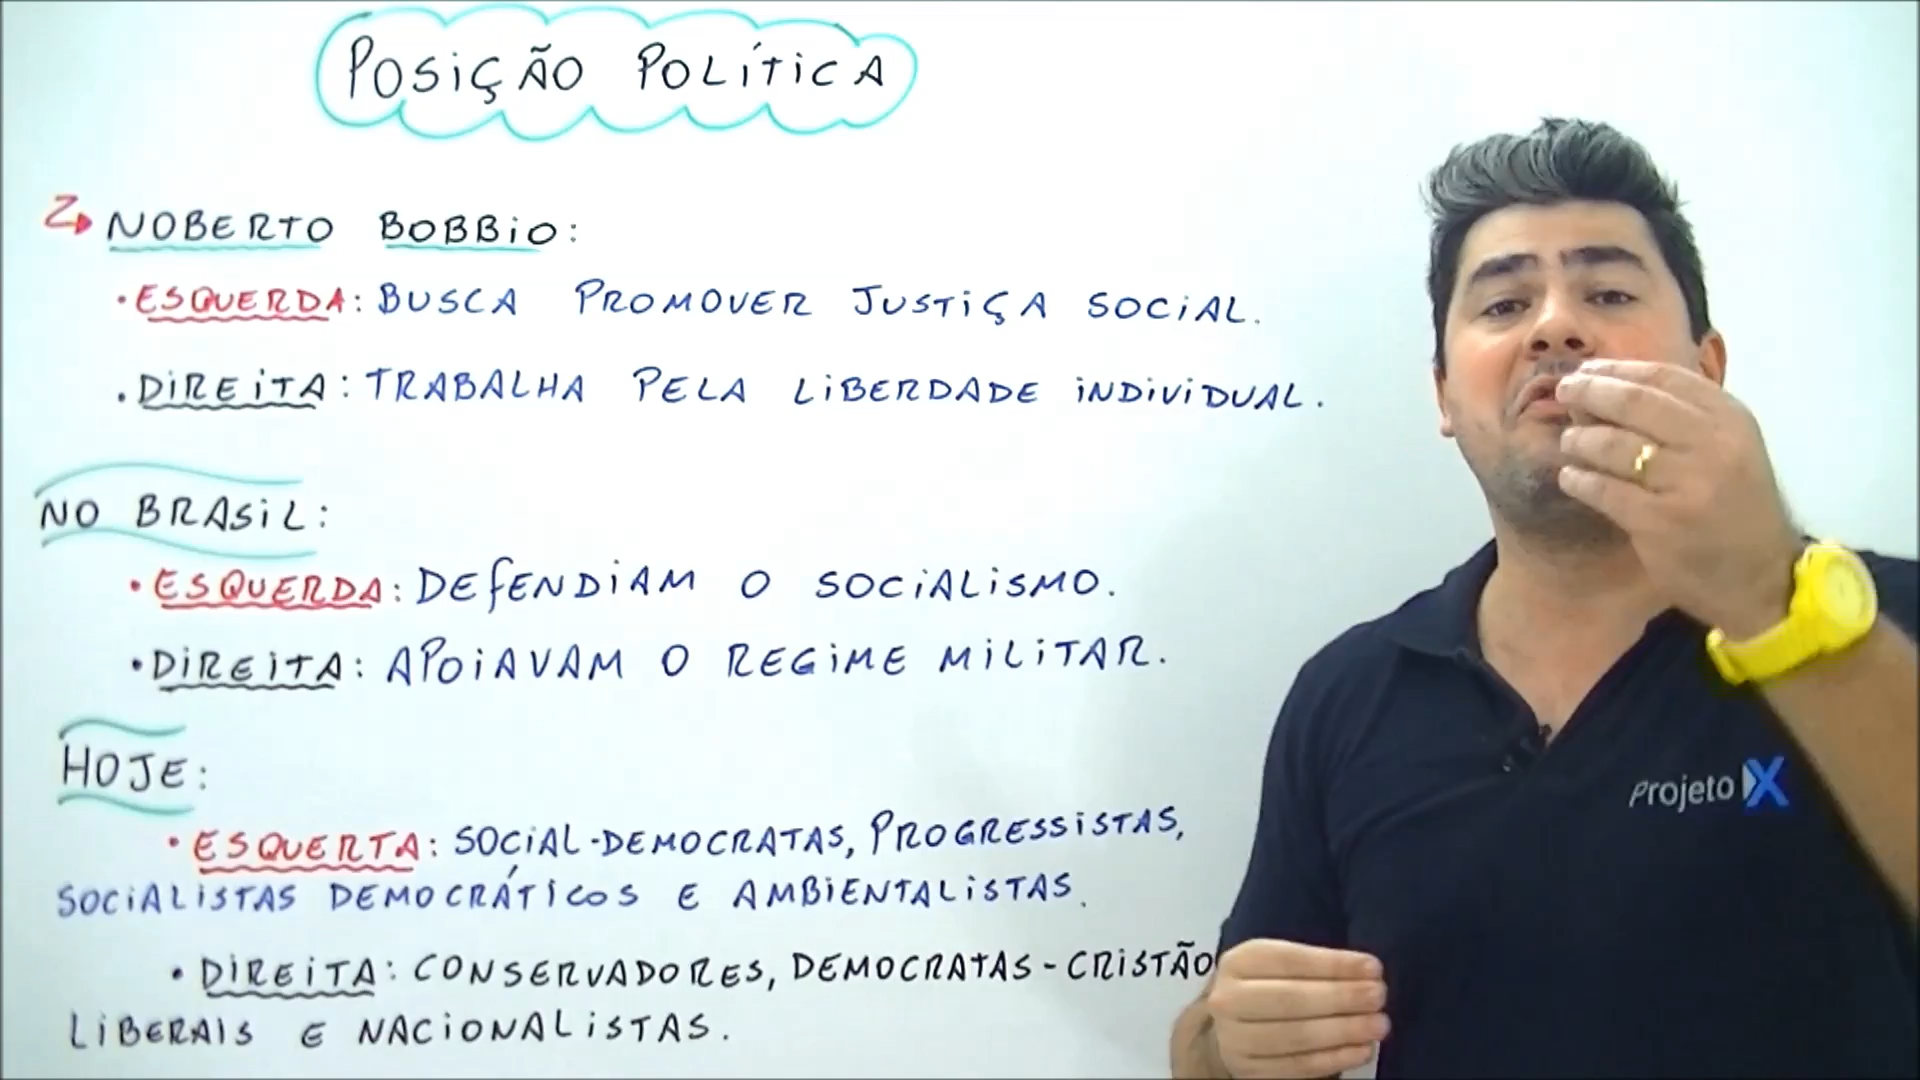 POSIÇÃO POLÍTICA
NOBERTO BOBBIO:
• ESQUERDA: BUSCA PROMOVER JUSTIÇA SOCIAL.
• DIREITA: TRABALHA PELA LIBERDADE INDIVIDUAL.
NO BRASIL:
• ESQUERDA: DEFENDIAM O SOCIALISMO.
• DIREITA: APOIAVAM O REGIME MILITAR.
HOJE:
• ESQUERTA: SOCIAL-DEMOCRATAS, PROGRESSISTAS,
SOCIALISTAS DEMOCRÁTICOS E AMBIENTALISTAS.
• DIREITA: CONSERVADORES, DEMOCRATAS-CRISTÃO
LIBERAIS E NACIONALISTAS.
Projeto X